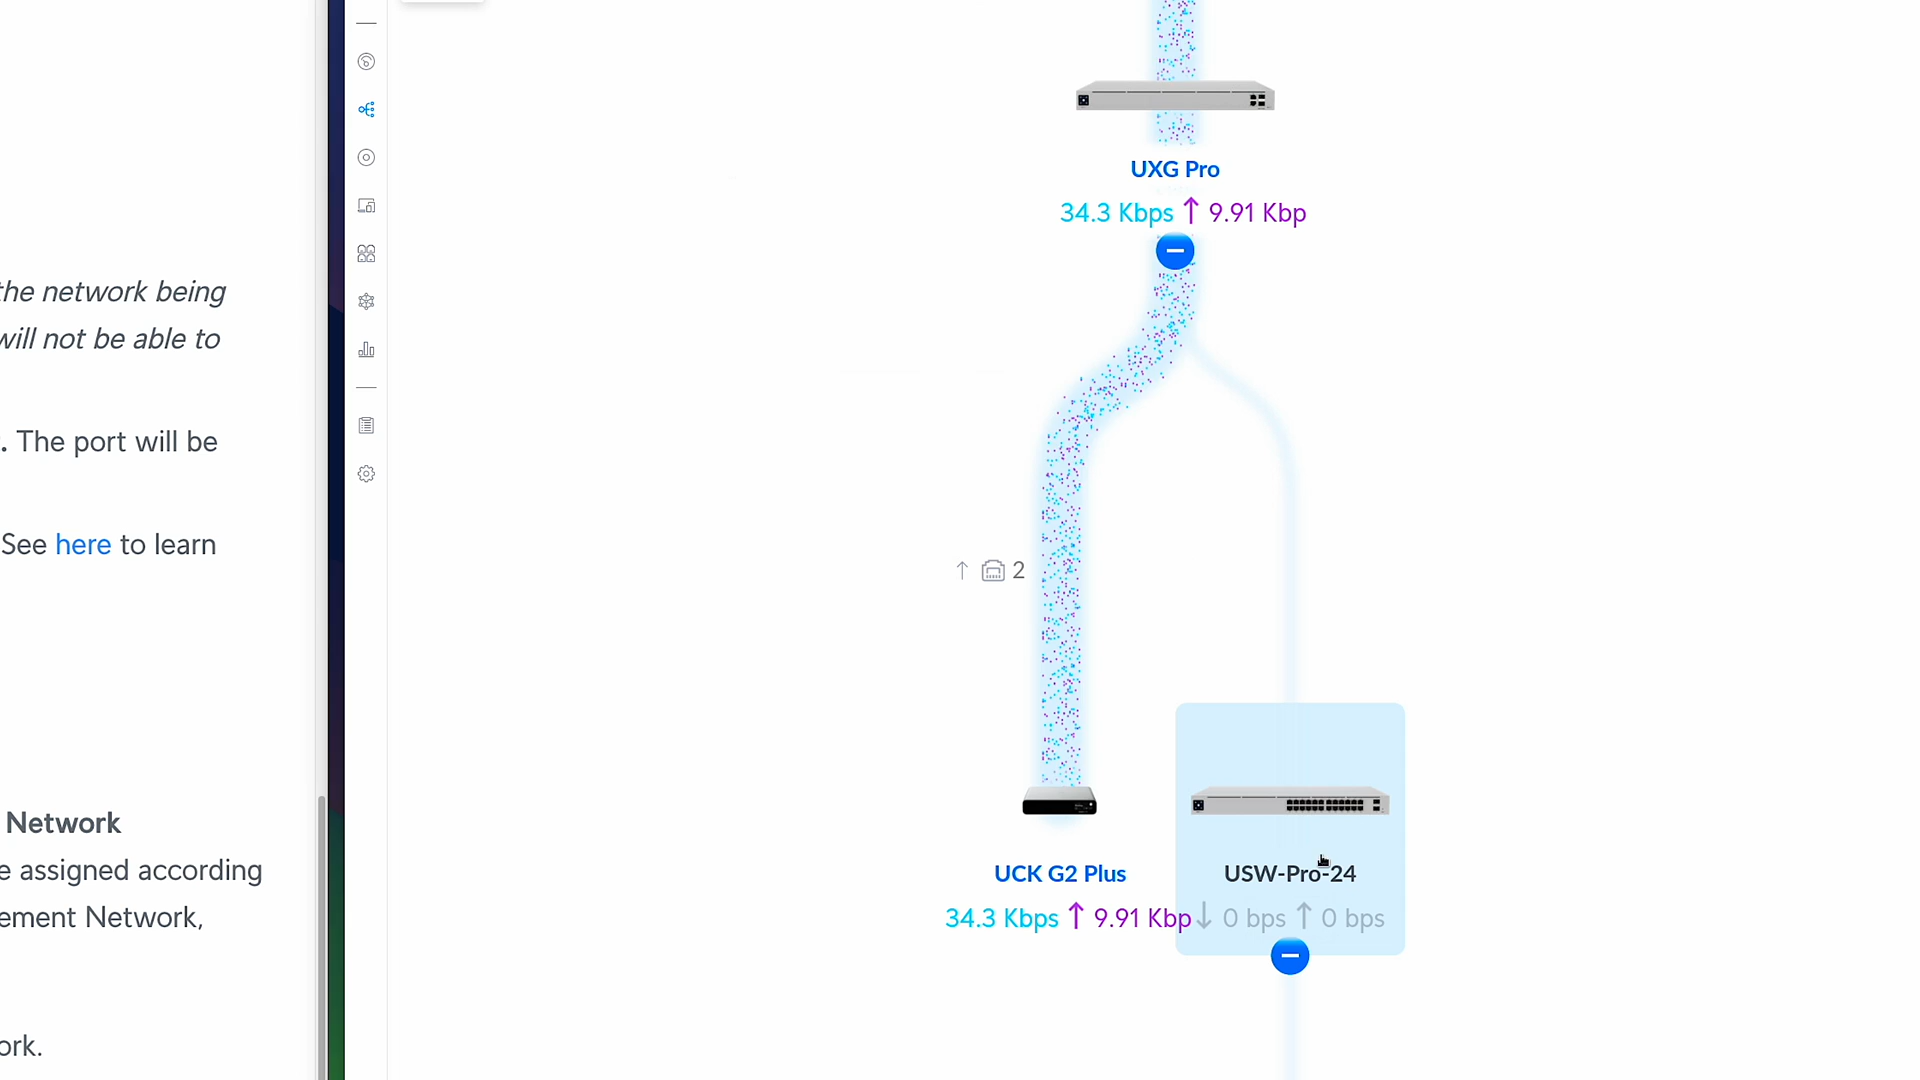 the network being
will not be able to
. The port will be
See here to learn
Network
e assigned according
ement Network,
ork.
UXG Pro
34.3 Kbps ↑ 9.91 Kbp
↑ 2
UCK G2 Plus
34.3 Kbps ↑ 9.91 Kbp
USW-Pro-24
↓ 0 bps ↑ 0 bps